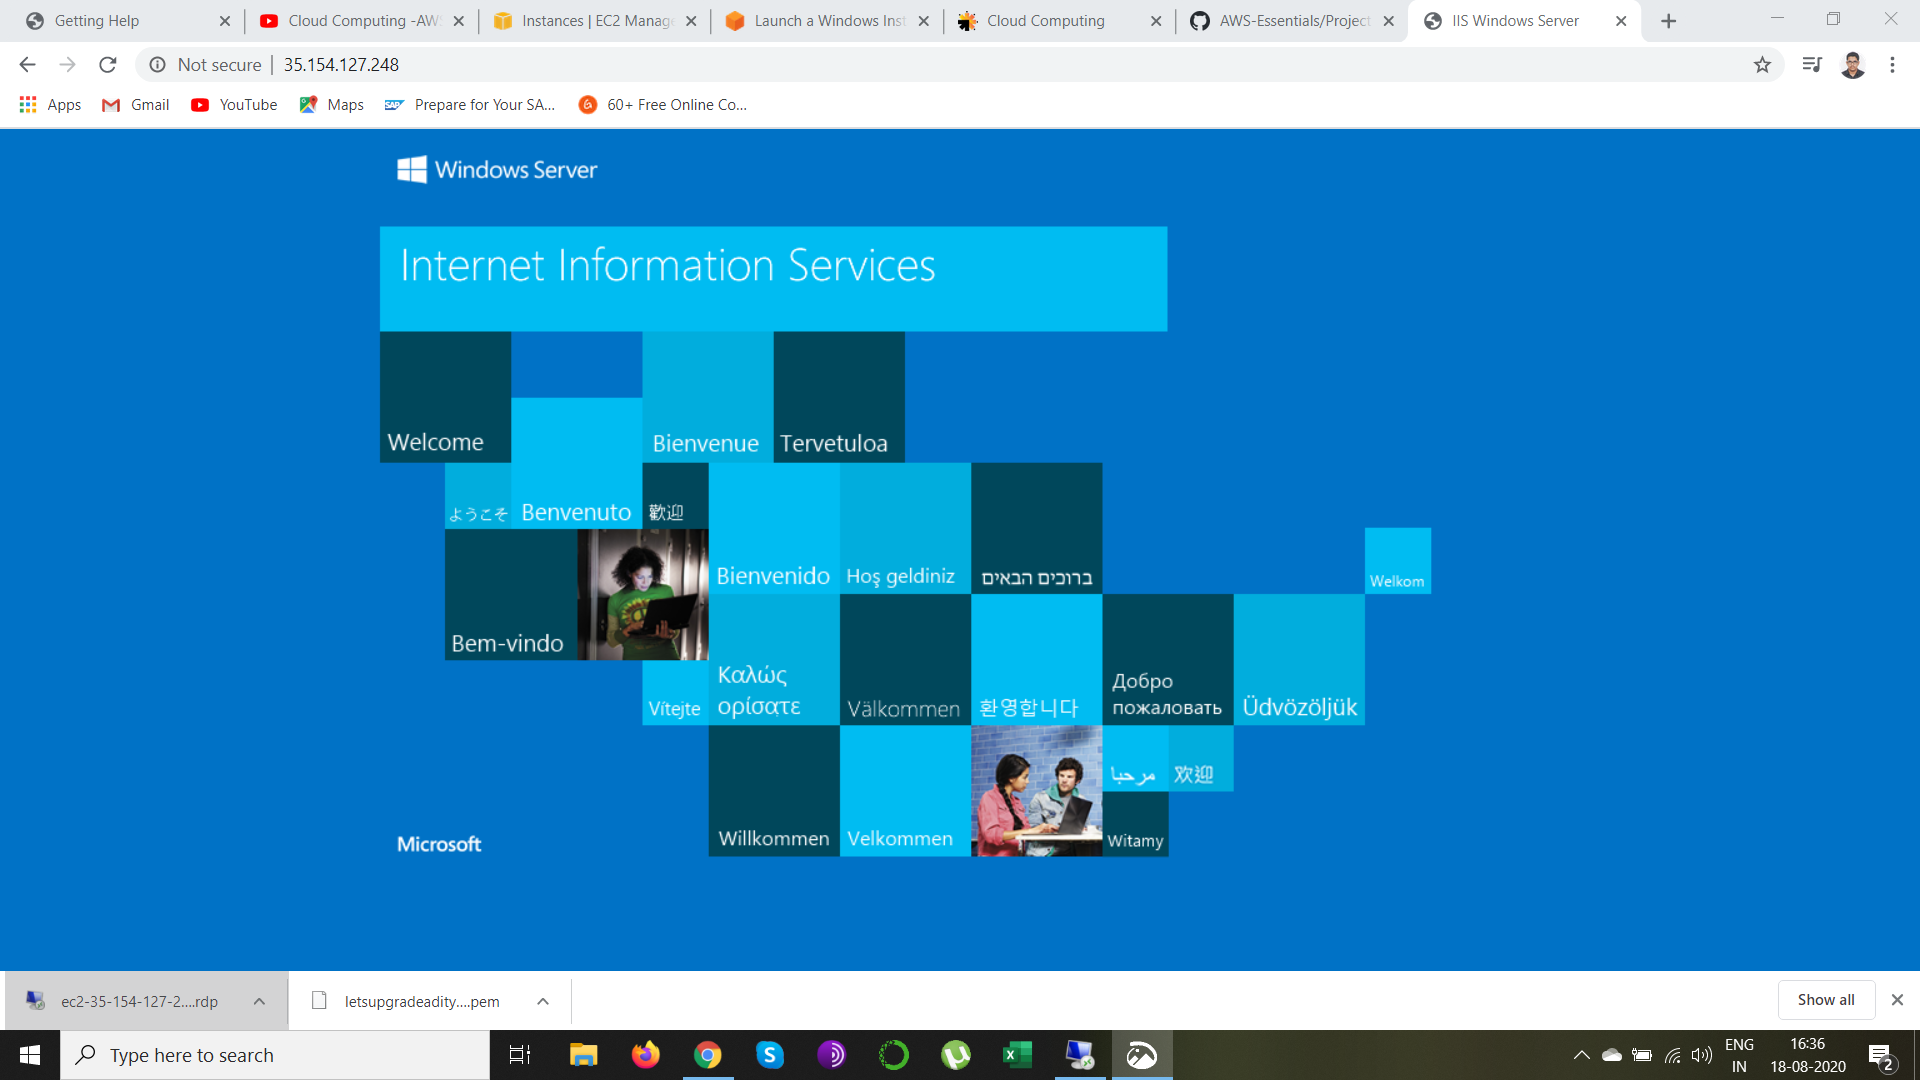 Getting Help
Cloud Computing -AWS
Instances | EC2 Manage
Launch a Windows Inst
Cloud Computing
AWS-Essentials/Project
IIS Windows Server
Not secure
35.154.127.248
Apps
Gmail
YouTube
Maps
SAP
Prepare for Your SA...
60+ Free Online Co...
Windows Server
Internet Information Services
Welcome
Bienvenue
Tervetuloa
ようこそ
Benvenuto
歡迎
Bienvenido
Hoş geldiniz
ברוכים הבאים
Welkom
Bem-vindo
Vítejte
Καλώς
ορίσατε
Välkommen
환영합니다
Добро
пожаловать
Üdvözöljük
مرحبا
欢迎
Willkommen
Velkommen
Witamy
Microsoft
ec2-35-154-127-2....rdp
letsupgradeadity....pem
Show all
Type here to search
ENG
IN
16:36
18-08-2020
2